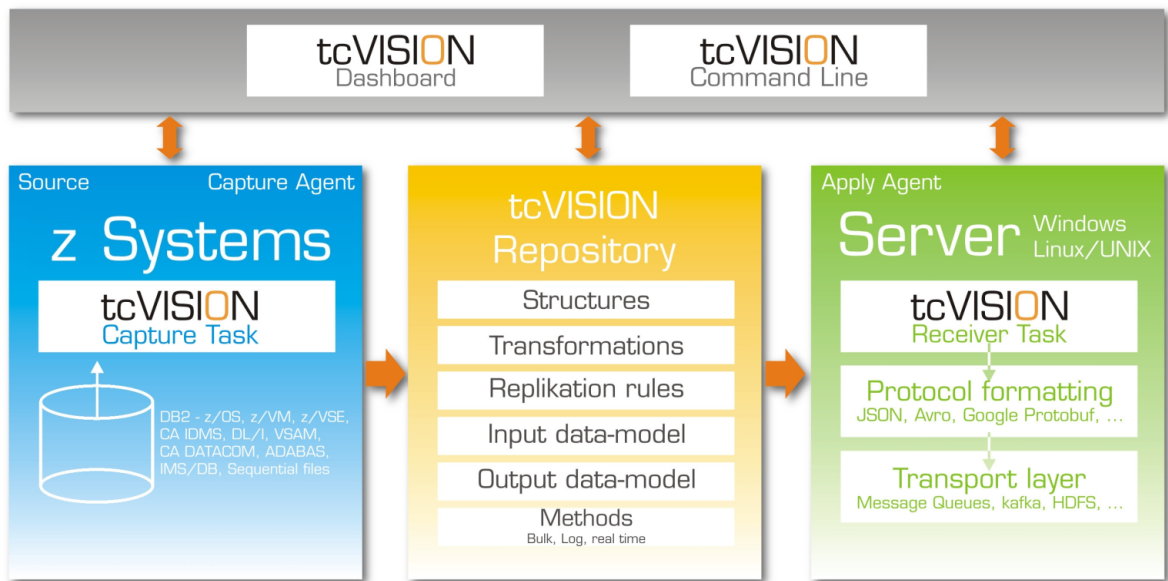 tcVISION
Dashboard
tcVISION
Command Line
Source
Capture Agent
z Systems
tcVISION
Capture Task
DB2 - z/OS, z/VM, z/VSE,
CA IDMS, DL/I, VSAM,
CA DATACOM, ADABAS,
IMS/DB, Sequential files
tcVISION
Repository
Structures
Transformations
Replikation rules
Input data-model
Output data-model
Methods
Bulk, Log, real time
Apply Agent
Server
Windows
Linux/UNIX
tcVISION
Receiver Task
Protocol formatting
JSON, Avro, Google Protobuf, ...
Transport layer
Message Queues, kafka, HDFS, ...